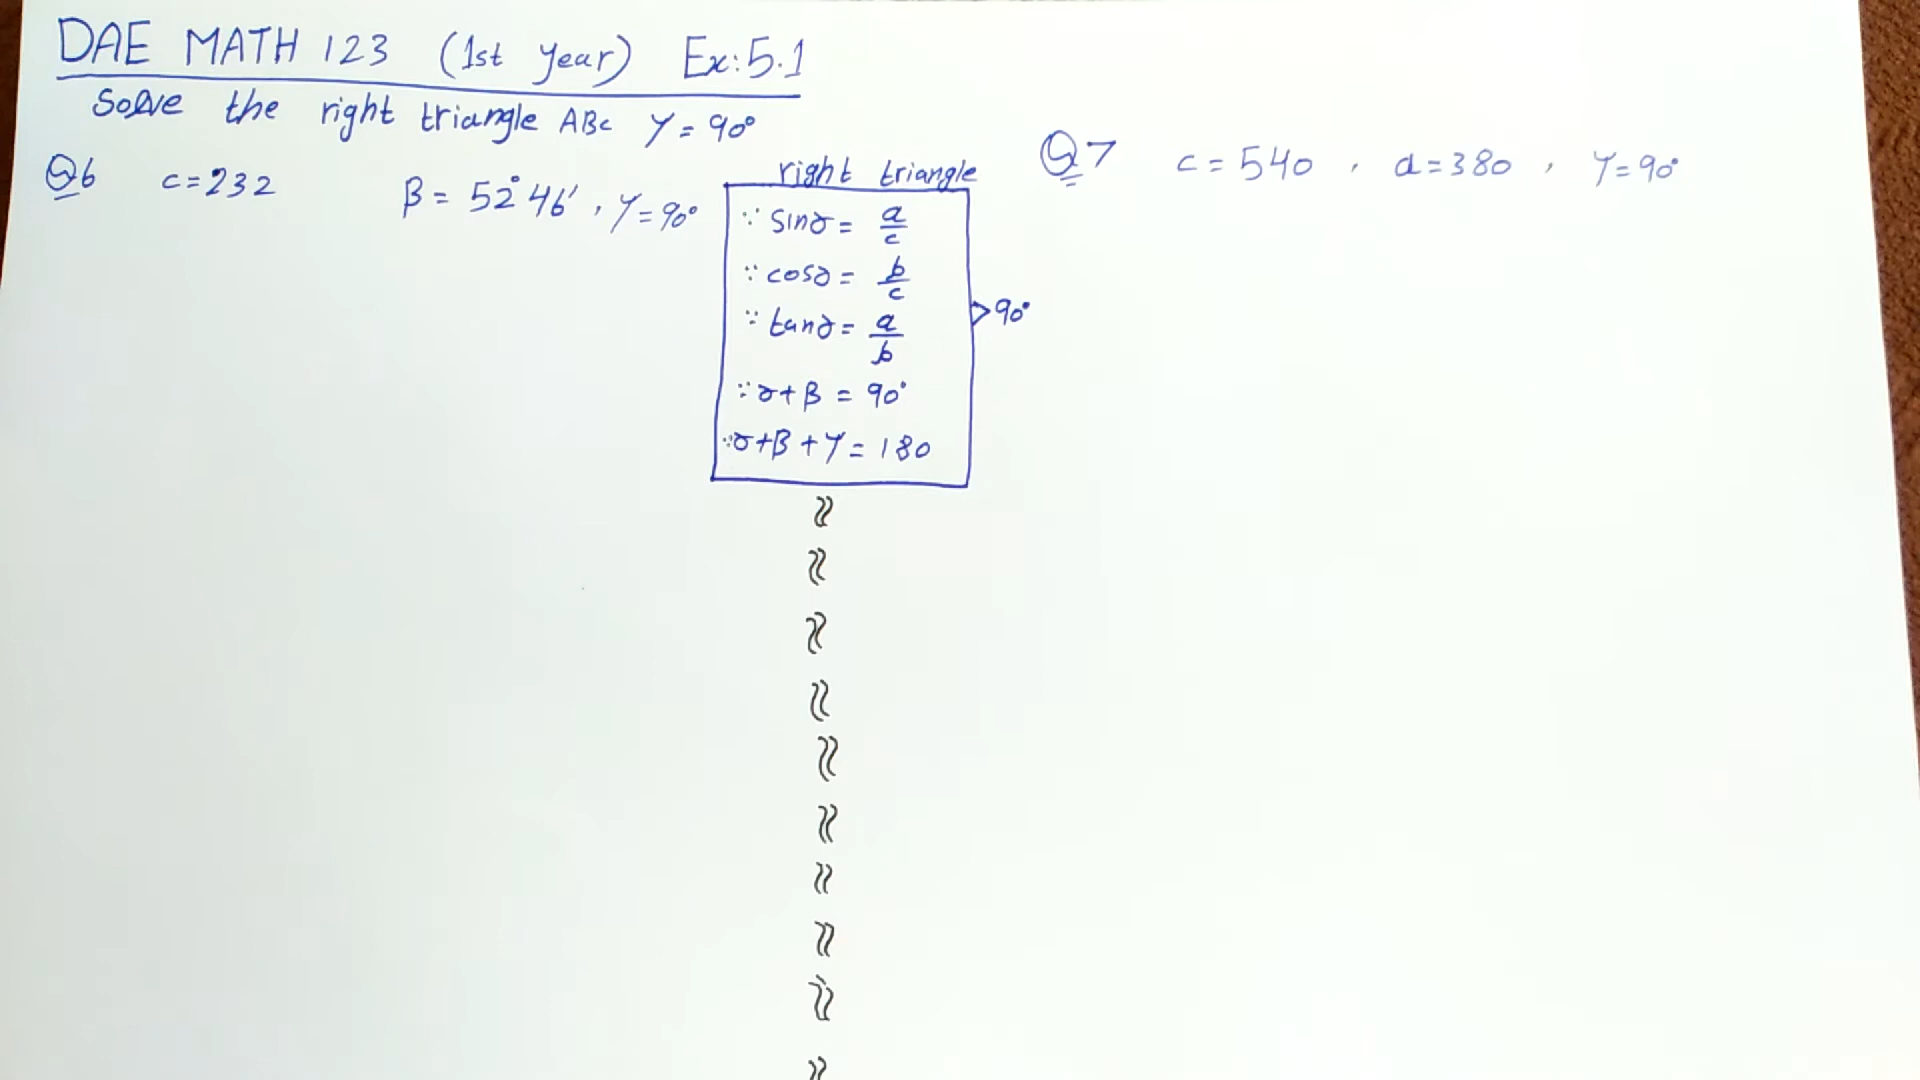 DAE MATH 123 (1st year) Ex:5.1
Solve the right triangle ABC γ = 90°
Q6 c=232 β = 52°46′, γ=90°
right triangle
∵ sinα = a/c
∵ cosα = b/c
∵ tanα = a/b
∵ α+β = 90°
∵ α+β+γ = 180
>90°
Q7 c=540 , a=380 , γ=90°